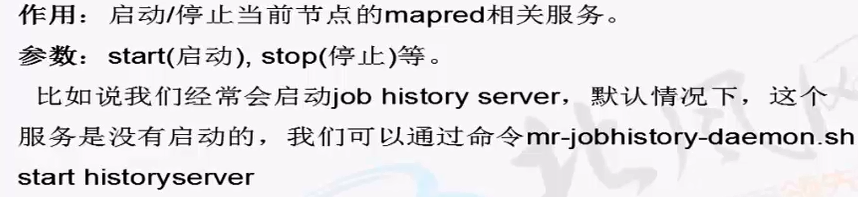 作用：启动/停止当前节点的mapred相关服务。
参数：start(启动), stop(停止)等。
比如说我们经常会启动job history server，默认情况下，这个
服务是没有启动的，我们可以通过命令mr-jobhistory-daemon.sh
start historyserver
北风网